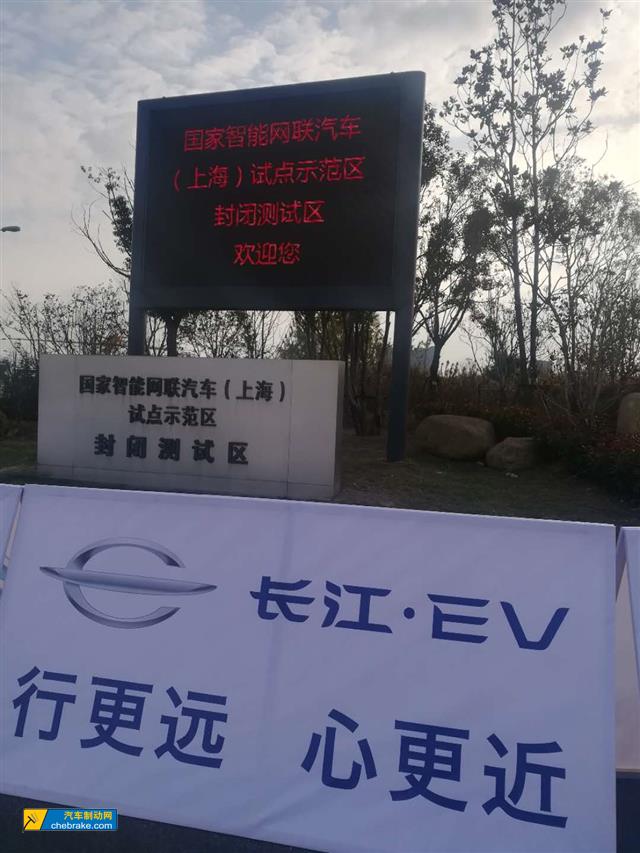 国家智能网联汽车
（上海）试点示范区
封闭测试区
欢迎您
国家智能网联汽车（上海）
试点示范区
封闭测试区
长江·EV
行更远 心更近
汽车制动网
chebrake.com